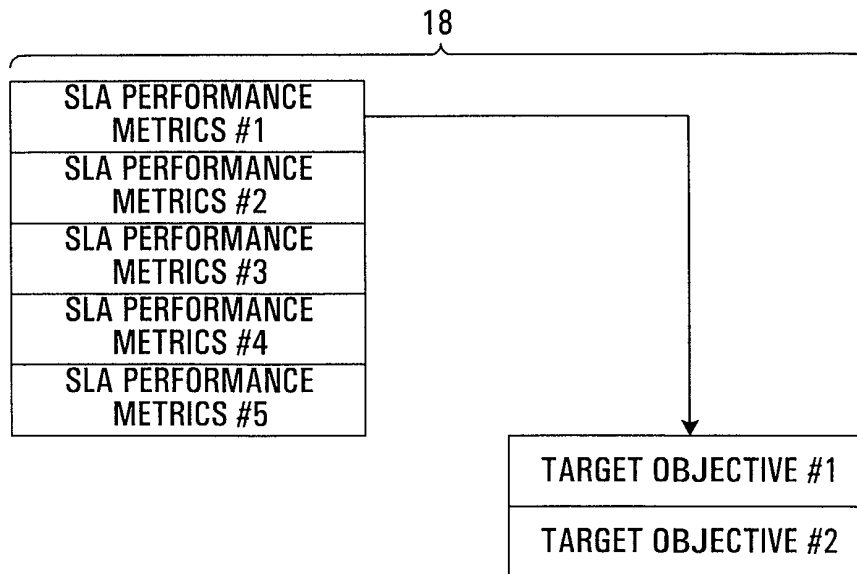 18
SLA PERFORMANCE
METRICS #1
SLA PERFORMANCE
METRICS #2
SLA PERFORMANCE
METRICS #3
SLA PERFORMANCE
METRICS #4
SLA PERFORMANCE
METRICS #5
TARGET OBJECTIVE #1
TARGET OBJECTIVE #2